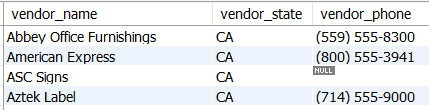 vendor_name vendor_state vendor_phone
Abbey Office Furnishings CA (559) 555-8300
American Express CA (800) 555-3941
ASC Signs CA NULL
Aztek Label CA (714) 555-9000